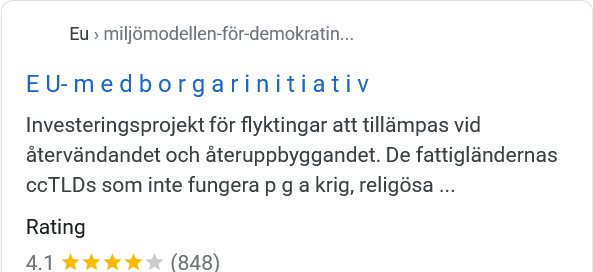 Eu › miljömodellen-för-demokratin...
E U- m e d b o r g a r i n i t i a t i v
Investeringsprojekt för flyktingar att tillämpas vid
återvändandet och återuppbyggandet. De fattigländernas
ccTLDs som inte fungera p g a krig, religösa ...
Rating
4.1 ★★★★★ (848)